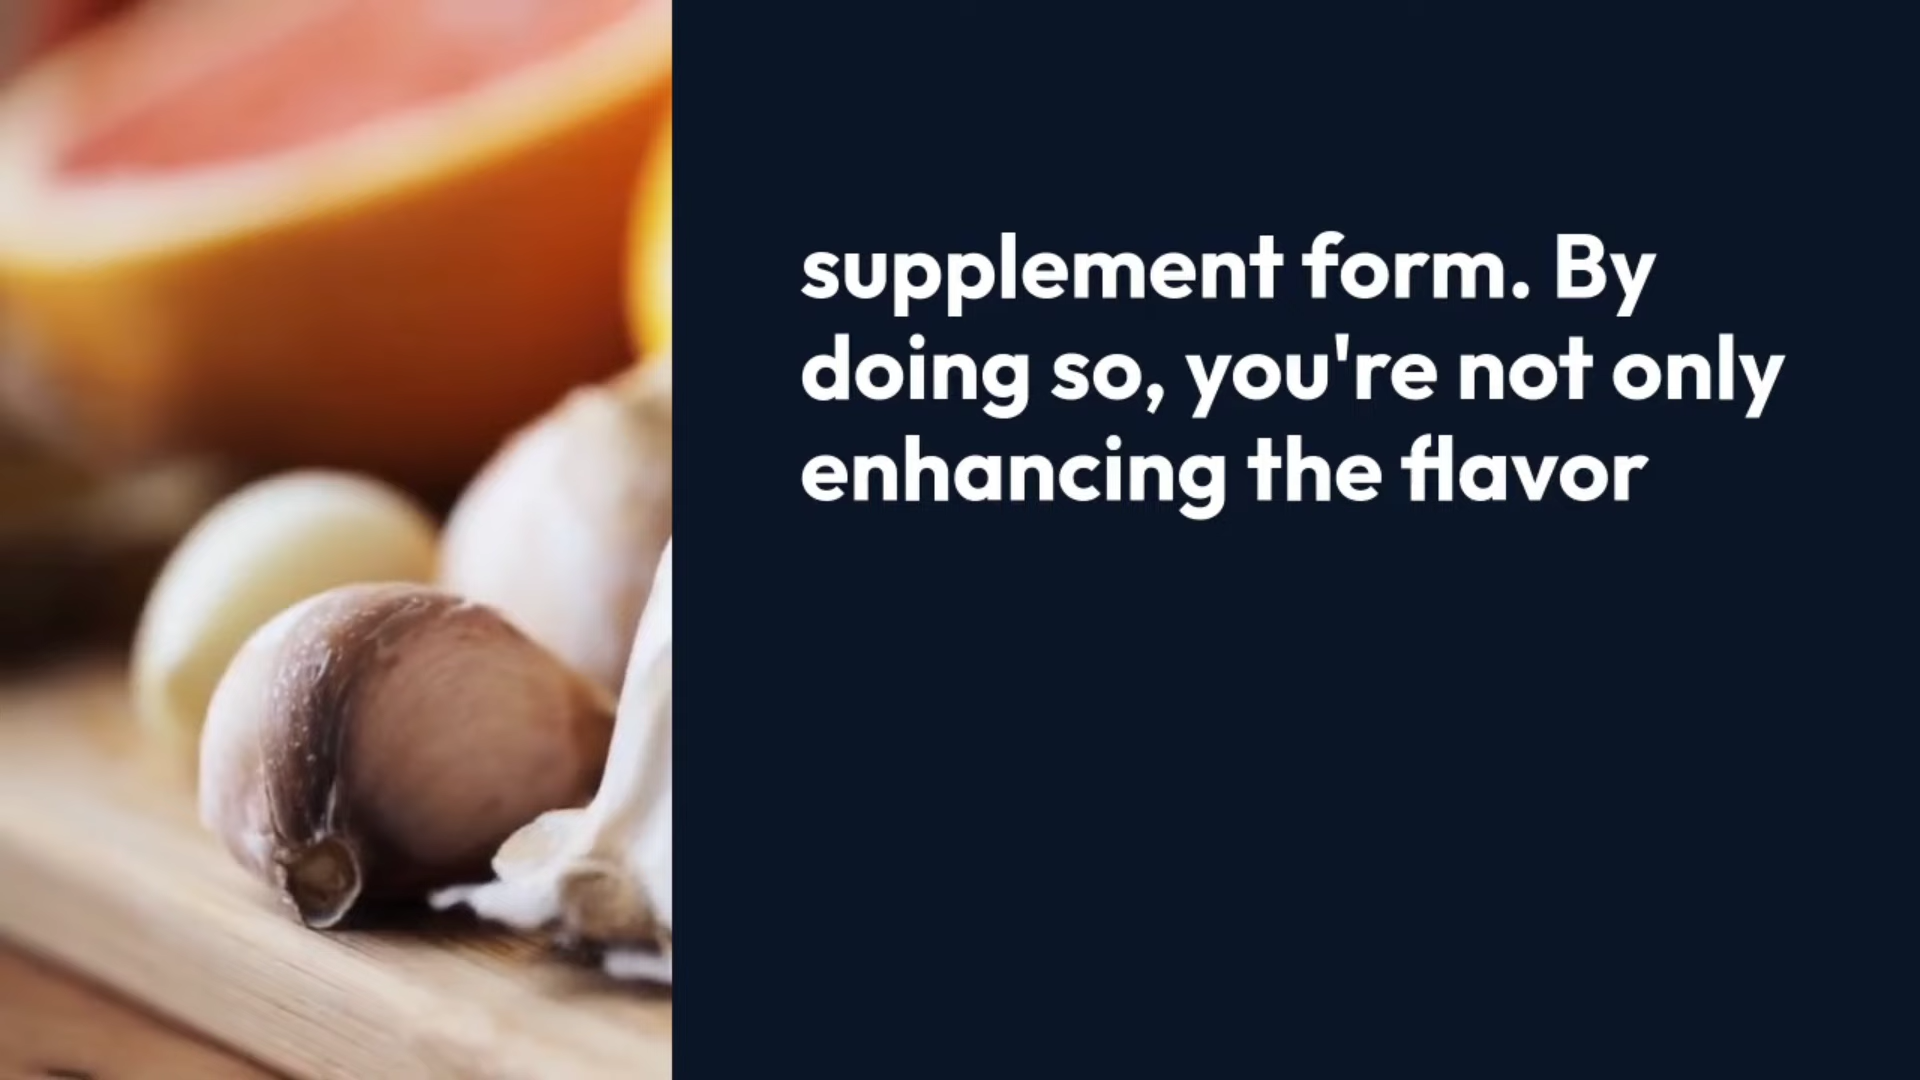 supplement form. By
doing so, you're not only
enhancing the flavor